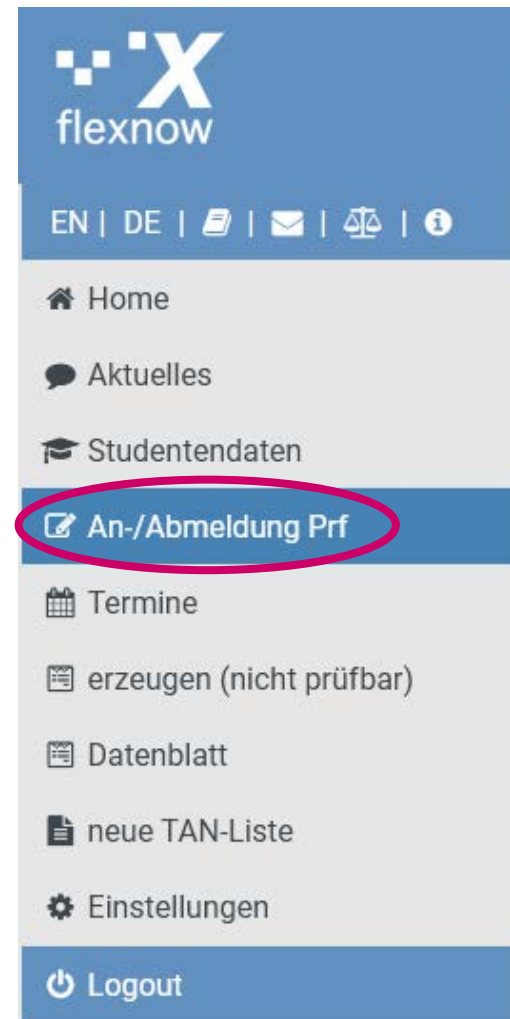 X
flexnow
EN | DE | | | |
Home
Aktuelles
Studentendaten
An-/Abmeldung Prf
Termine
erzeugen (nicht prüfbar)
Datenblatt
neue TAN-Liste
Einstellungen
Logout